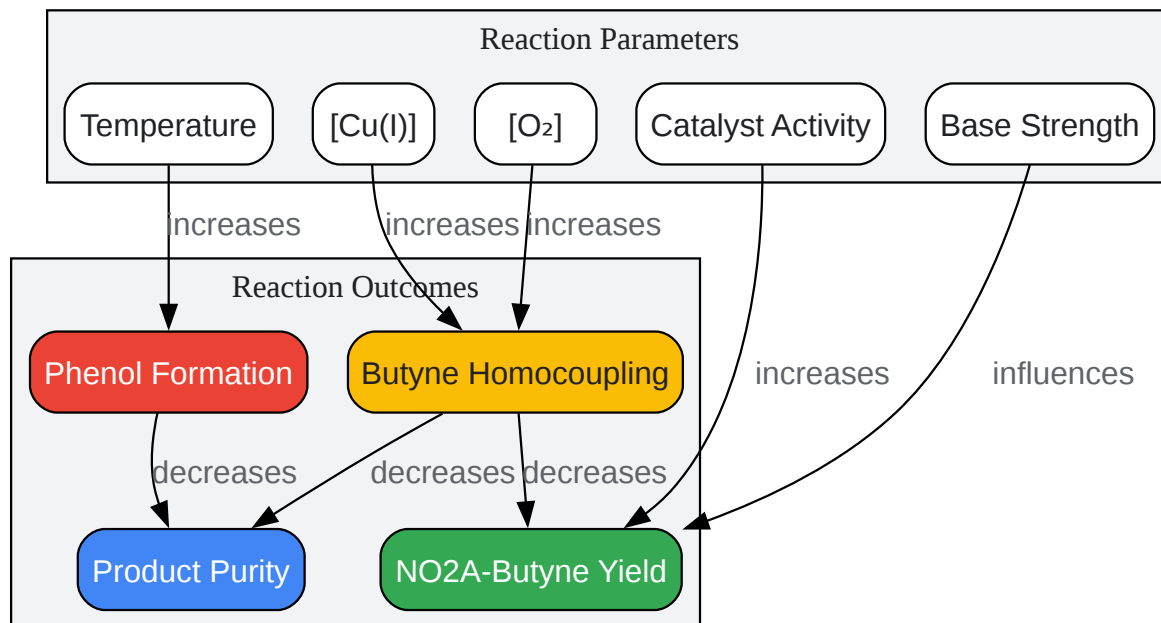 Reaction Parameters
Temperature
[Cu(I)]
[O₂]
Catalyst Activity
Base Strength
increases
increases
increases
Reaction Outcomes
Phenol Formation
Butyne Homocoupling
increases
influences
decreases
decreases
decreases
Product Purity
NO2A-Butyne Yield